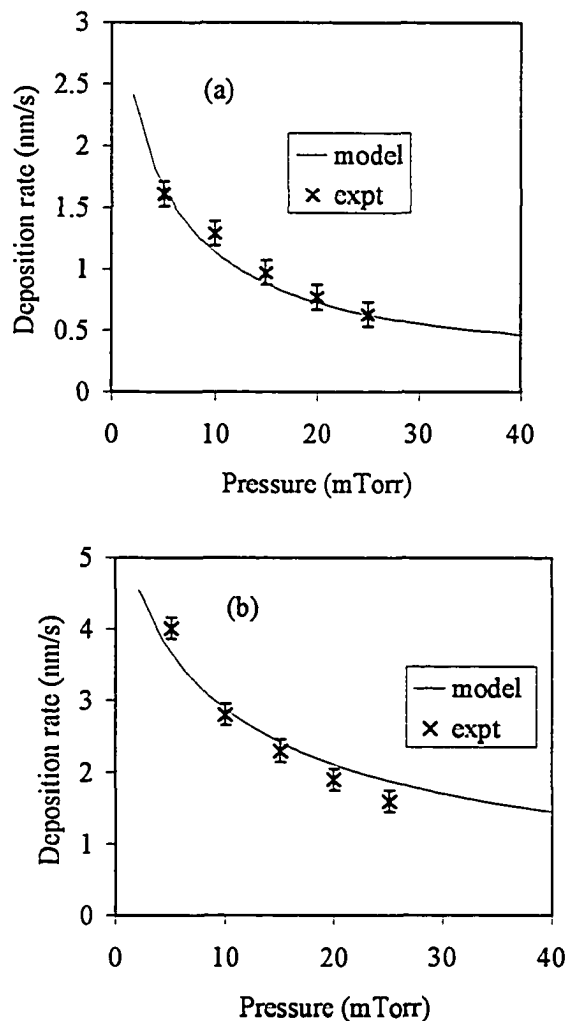 3
2.5
2
1.5
1
0.5
0
Deposition rate (nm/s)
(a)
model
expt
0
10
20
30
40
Pressure (mTorr)
5
4
3
2
1
0
Deposition rate (nm/s)
(b)
model
expt
0
10
20
30
40
Pressure (mTorr)